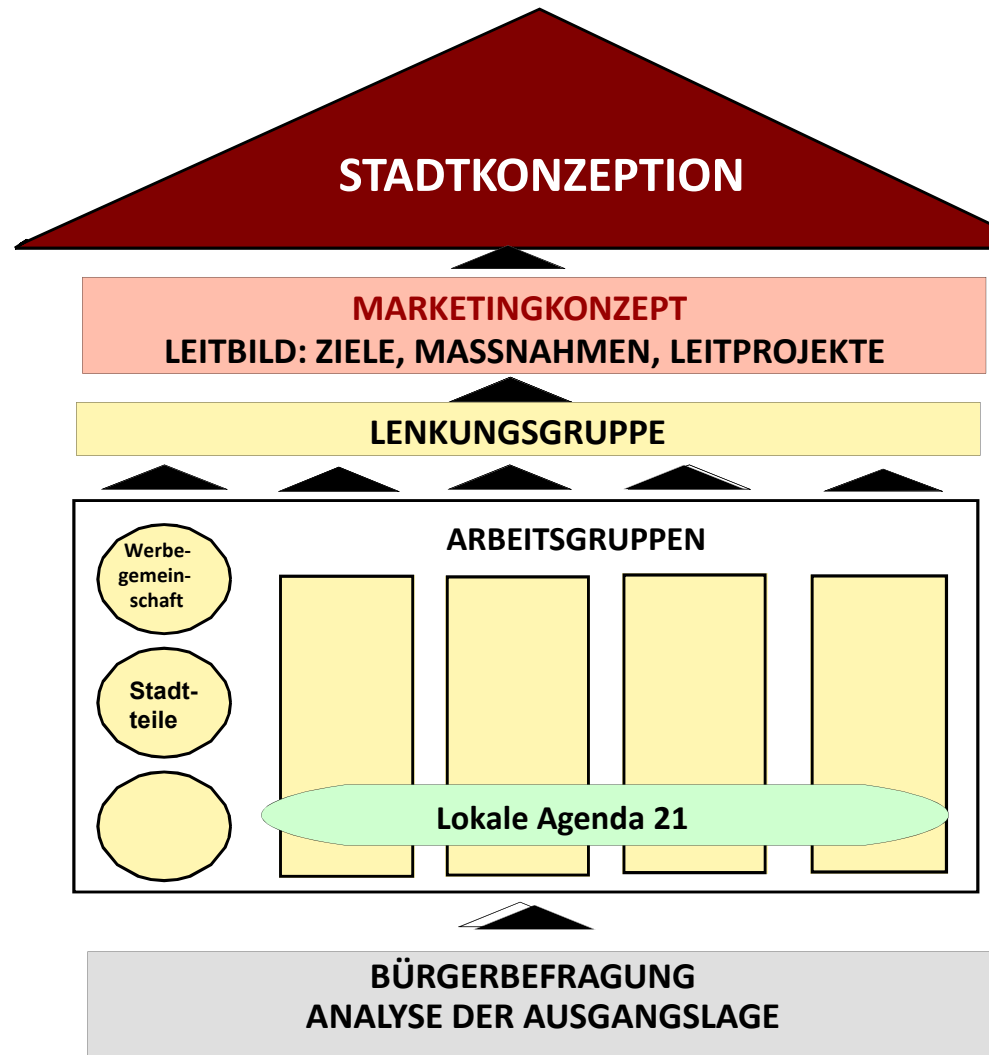 STADTKONZEPTION
MARKETINGKONZEPT
LEITBILD: ZIELE, MASSNAHMEN, LEITPROJEKTE
LENKUNGSGRUPPE
ARBEITSGRUPPEN
Werbe-
gemein-
schaft
Stadt-
teile
Lokale Agenda 21
BÜRGERBEFRAGUNG
ANALYSE DER AUSGANGSLAGE